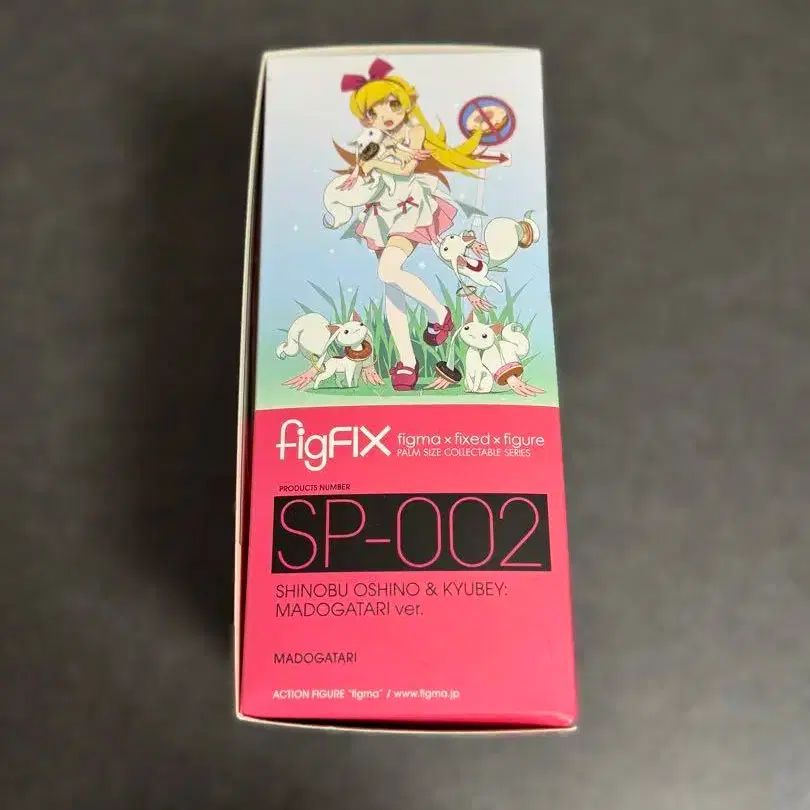 figFIX
figma × fixed × figure
PALM SIZE COLLECTABLE SERIES
PRODUCTS NUMBER
SP-002
SHINOBU OSHINO & KYUBEY:
MADOGATARI ver.
MADOGATARI
ACTION FIGURE "figma" / www.figma.jp